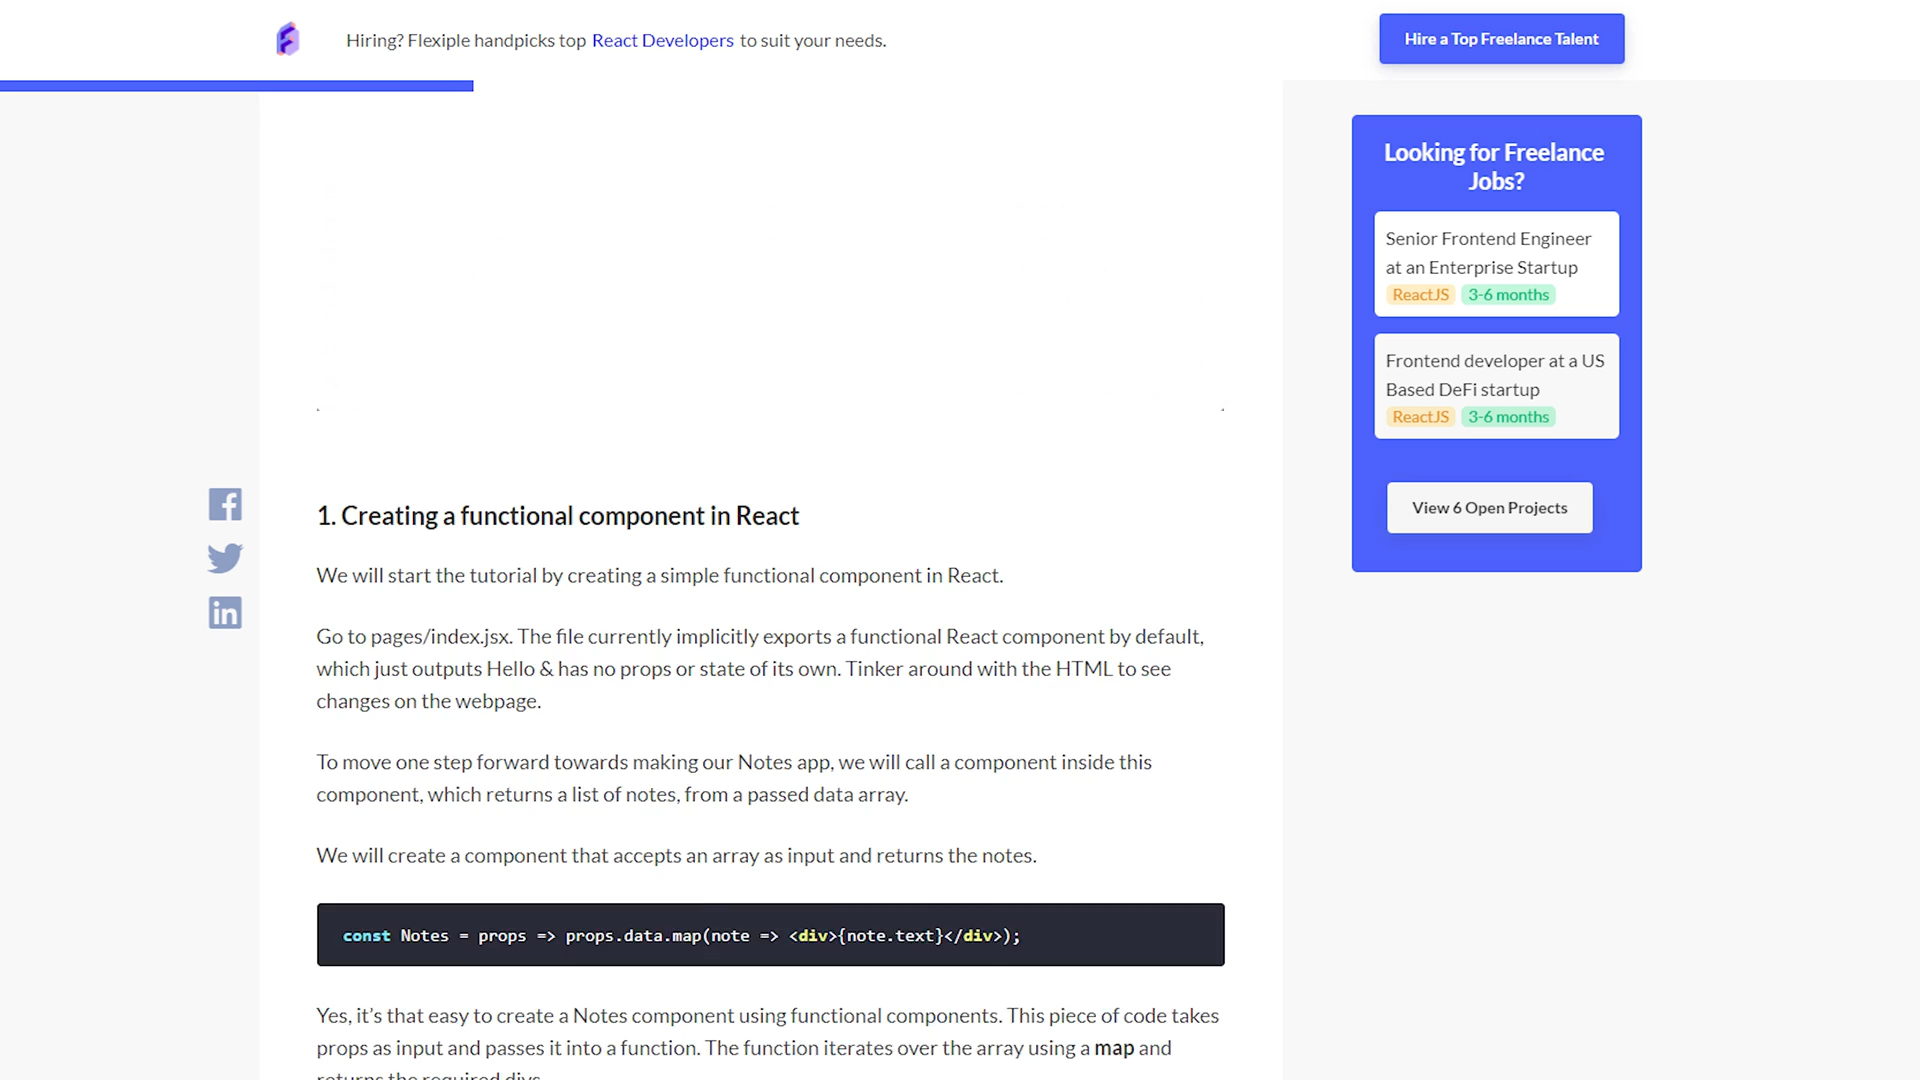 Hiring? Flexiple handpicks top React Developers to suit your needs.
Hire a Top Freelance Talent
Looking for Freelance
Jobs?
Senior Frontend Engineer
at an Enterprise Startup
ReactJS 3-6 months
Frontend developer at a US
Based DeFi startup
ReactJS 3-6 months
View 6 Open Projects
1. Creating a functional component in React
We will start the tutorial by creating a simple functional component in React.
Go to pages/index.jsx. The file currently implicitly exports a functional React component by default,
which just outputs Hello & has no props or state of its own. Tinker around with the HTML to see
changes on the webpage.
To move one step forward towards making our Notes app, we will call a component inside this
component, which returns a list of notes, from a passed data array.
We will create a component that accepts an array as input and returns the notes.
const Notes = props => props.data.map(note => <div>{note.text}</div>);
Yes, it’s that easy to create a Notes component using functional components. This piece of code takes
props as input and passes it into a function. The function iterates over the array using a map and
returns the required divs.